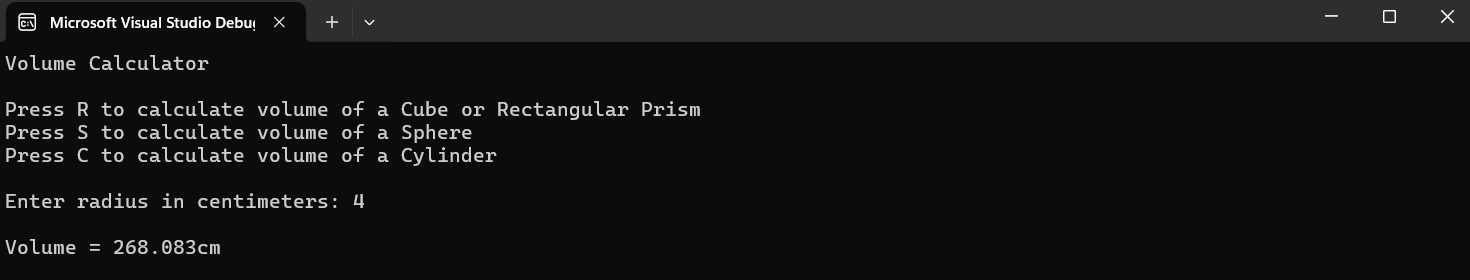 Microsoft Visual Studio Debug
Volume Calculator
Press R to calculate volume of a Cube or Rectangular Prism
Press S to calculate volume of a Sphere
Press C to calculate volume of a Cylinder
Enter radius in centimeters: 4
Volume = 268.083cm